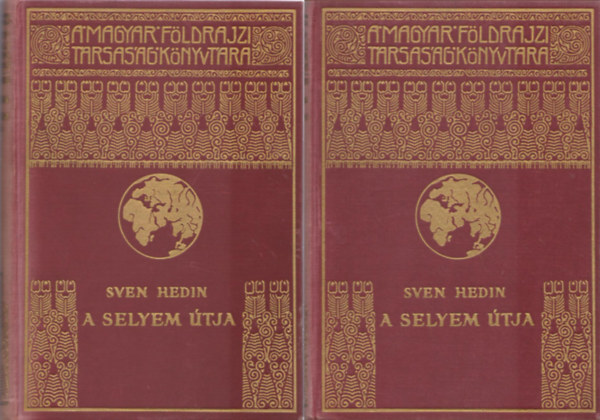 A MAGYAR FÖLDRAJZI
TÁRSASÁG KÖNYVTÁRA
SVEN HEDIN
A SELYEM ÚTJA
A MAGYAR FÖLDRAJZI
TÁRSASÁG KÖNYVTÁRA
SVEN HEDIN
A SELYEM ÚTJA